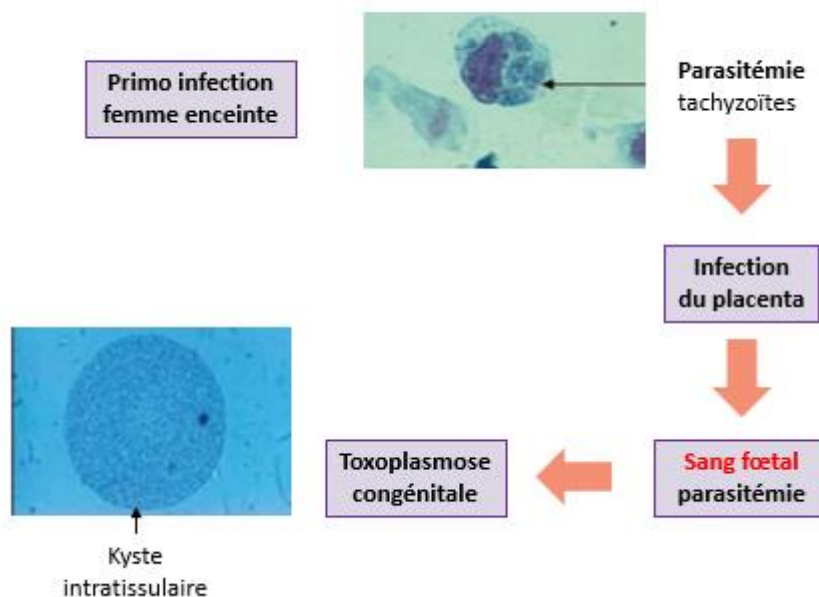 Primo infection
femme enceinte
Parasitémie
tachyzoïtes
Infection
du placenta
Sang fœtal
parasitémie
Toxoplasmose
congénitale
Kyste
intratissulaire